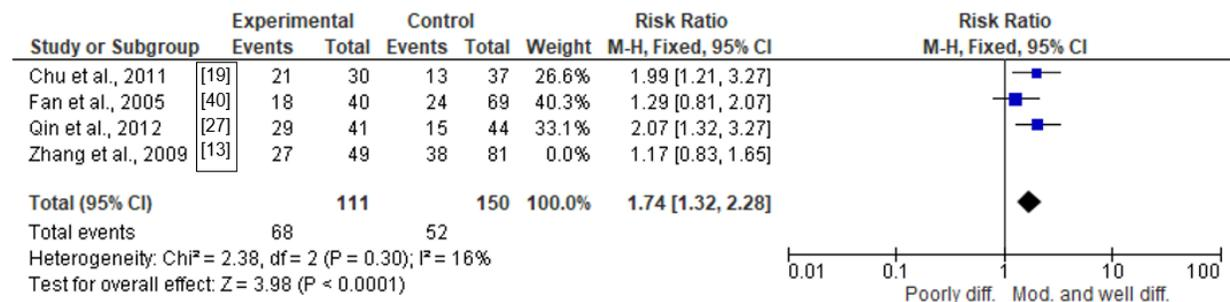 Experimental Control Risk Ratio Risk Ratio
Study or Subgroup Events Total Events Total Weight M-H, Fixed, 95% CI M-H, Fixed, 95% CI
Chu et al., 2011 [19] 21 30 13 37 26.6% 1.99 [1.21, 3.27]
Fan et al., 2005 [40] 18 40 24 69 40.3% 1.29 [0.81, 2.07]
Qin et al., 2012 [27] 29 41 15 44 33.1% 2.07 [1.32, 3.27]
Zhang et al., 2009 [13] 27 49 38 81 0.0% 1.17 [0.83, 1.65]
Total (95% CI) 111 150 100.0% 1.74 [1.32, 2.28]
Total events 68 52
Heterogeneity: Chi² = 2.38, df = 2 (P = 0.30); I² = 16%
Test for overall effect: Z = 3.98 (P < 0.0001)
0.01 0.1 1 10 100
Poorly diff. Mod. and well diff.